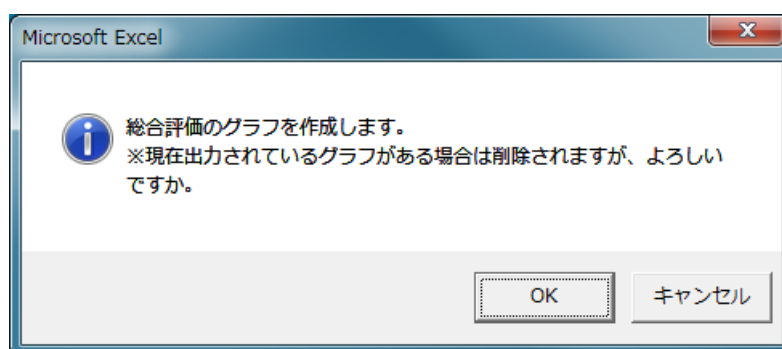 Microsoft Excel
総合評価のグラフを作成します。
※現在出力されているグラフがある場合は削除されますが、よろしい
ですか。
OK
キャンセル